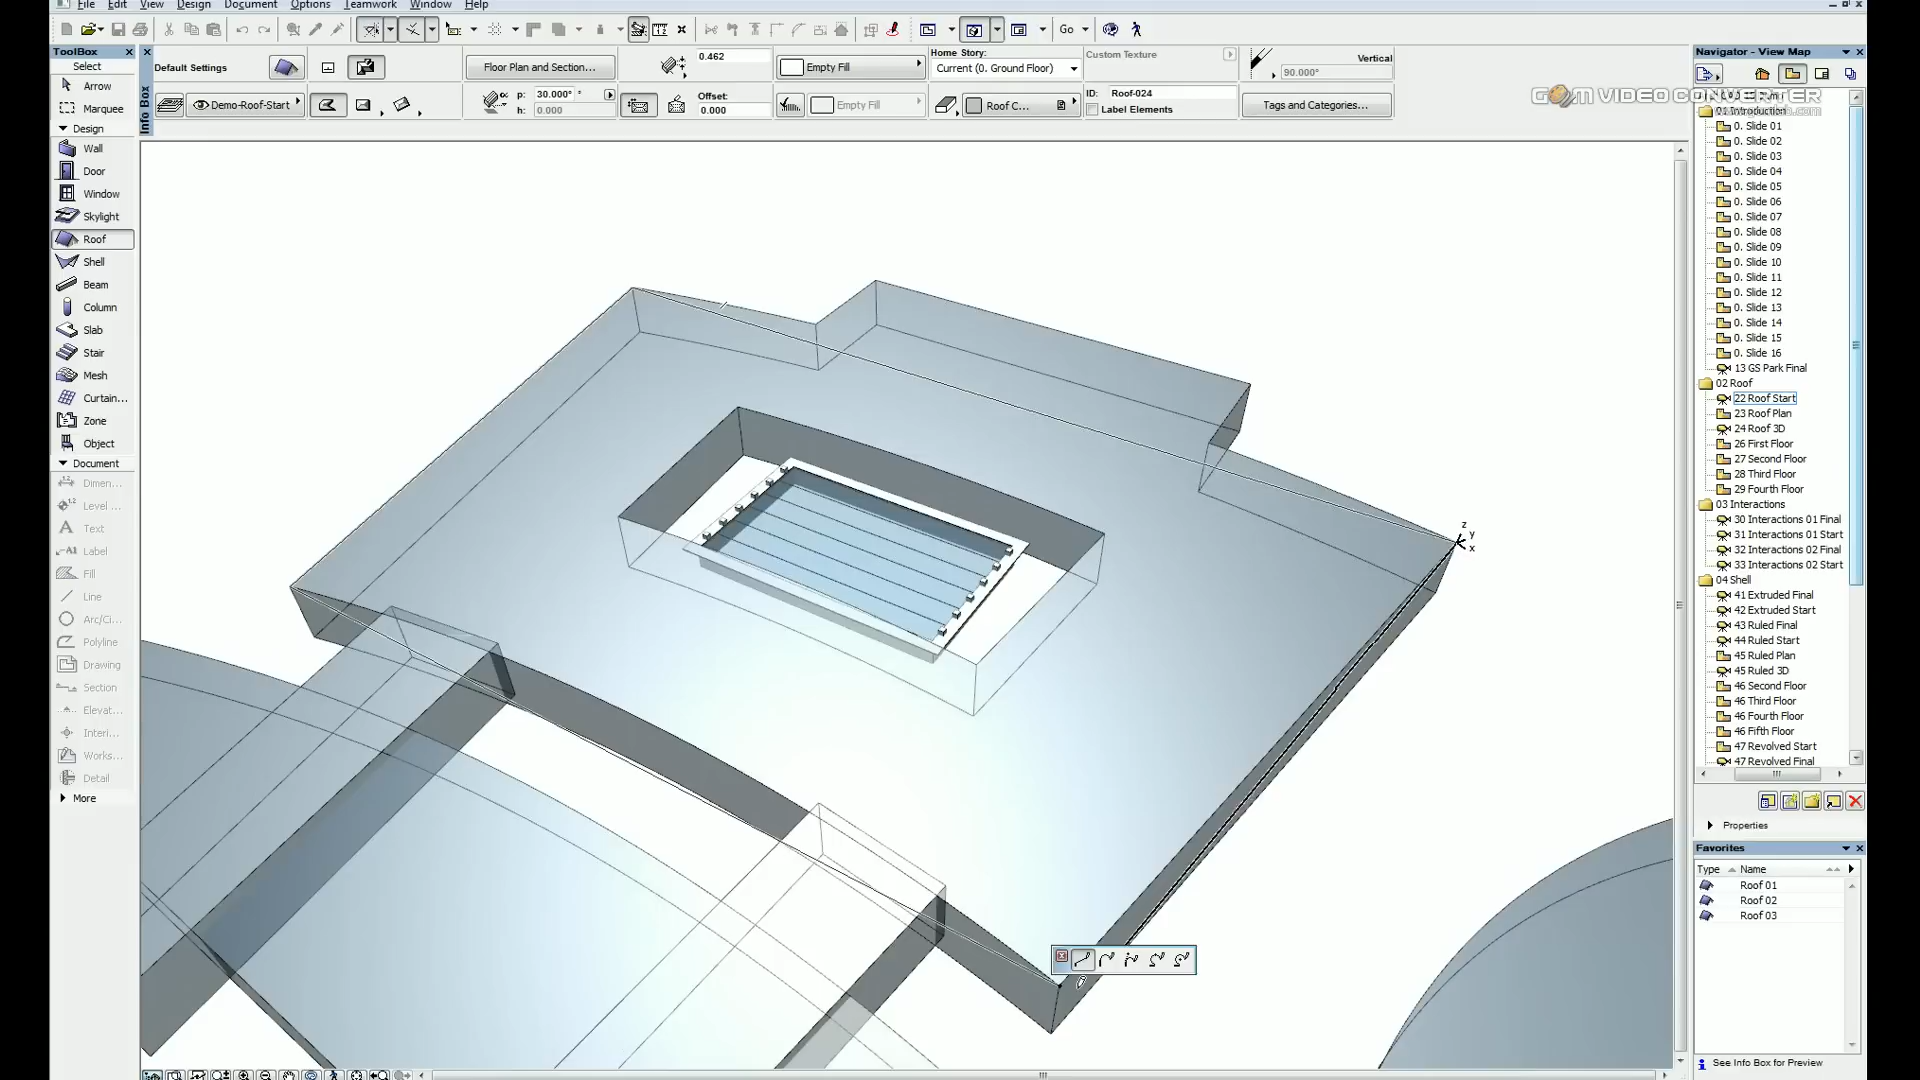 File Edit View Design Document Options Teamwork Window Help
Go
ToolBox
Select
Arrow
Marquee
Design
Wall
Door
Window
Skylight
Roof
Shell
Beam
Column
Slab
Stair
Mesh
Curtain...
Zone
Object
Document
Dimen...
Level ...
Text
Label
Fill
Line
Arc/Ci...
Polyline
Drawing
Section
Elevat...
Interi...
Works...
Detail
More
Info Box
Default Settings
Demo-Roof-Start
Floor Plan and Section...
p: 30.000°
h: 0.000
0.462
Offset:
0.000
Empty Fill
Empty Fill
Home Story:
Current (0. Ground Floor)
Roof C...
Custom Texture
ID: Roof-024
Label Elements
Vertical
90.000°
Tags and Categories...
GOM VIDEO CONVERTER
z
y
x
Navigator - View Map
01 Introduction
0. Slide 01
0. Slide 02
0. Slide 03
0. Slide 04
0. Slide 05
0. Slide 06
0. Slide 07
0. Slide 08
0. Slide 09
0. Slide 10
0. Slide 11
0. Slide 12
0. Slide 13
0. Slide 14
0. Slide 15
0. Slide 16
13 GS Park Final
02 Roof
22 Roof Start
23 Roof Plan
24 Roof 3D
26 First Floor
27 Second Floor
28 Third Floor
29 Fourth Floor
03 Interactions
30 Interactions 01 Final
31 Interactions 01 Start
32 Interactions 02 Final
33 Interactions 02 Start
04 Shell
41 Extruded Final
42 Extruded Start
43 Ruled Final
44 Ruled Start
45 Ruled Plan
45 Ruled 3D
46 Second Floor
46 Third Floor
46 Fourth Floor
46 Fifth Floor
47 Revolved Start
47 Revolved Final
Properties
Favorites
Type Name
Roof 01
Roof 02
Roof 03
See Info Box for Preview